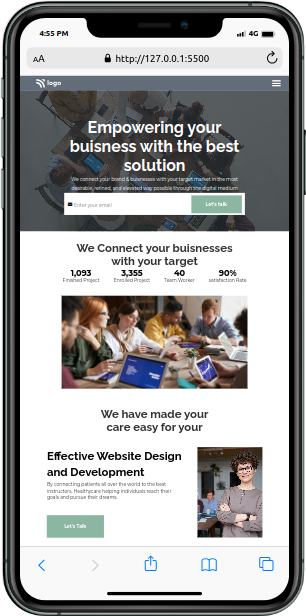 4:55 PM 4G
AA http://127.0.0.1:5500
logo
Empowering your
buisness with the best
solution
We connect your brand & businesses with your target market in the most
desirable, refined, and elevated way possible through the digital medium
Enter your email Let's talk
We Connect your buisnesses
with your target
1,093 3,355 40 90%
Finished Project Enrolled Project Team Worker satisfaction Rate
We have made your
care easy for your
Effective Website Design
and Development
By connecting patients all over the world to the best
instructors, Healthcare helping individuals reach their
goals and pursue their dreams.
Let's Talk